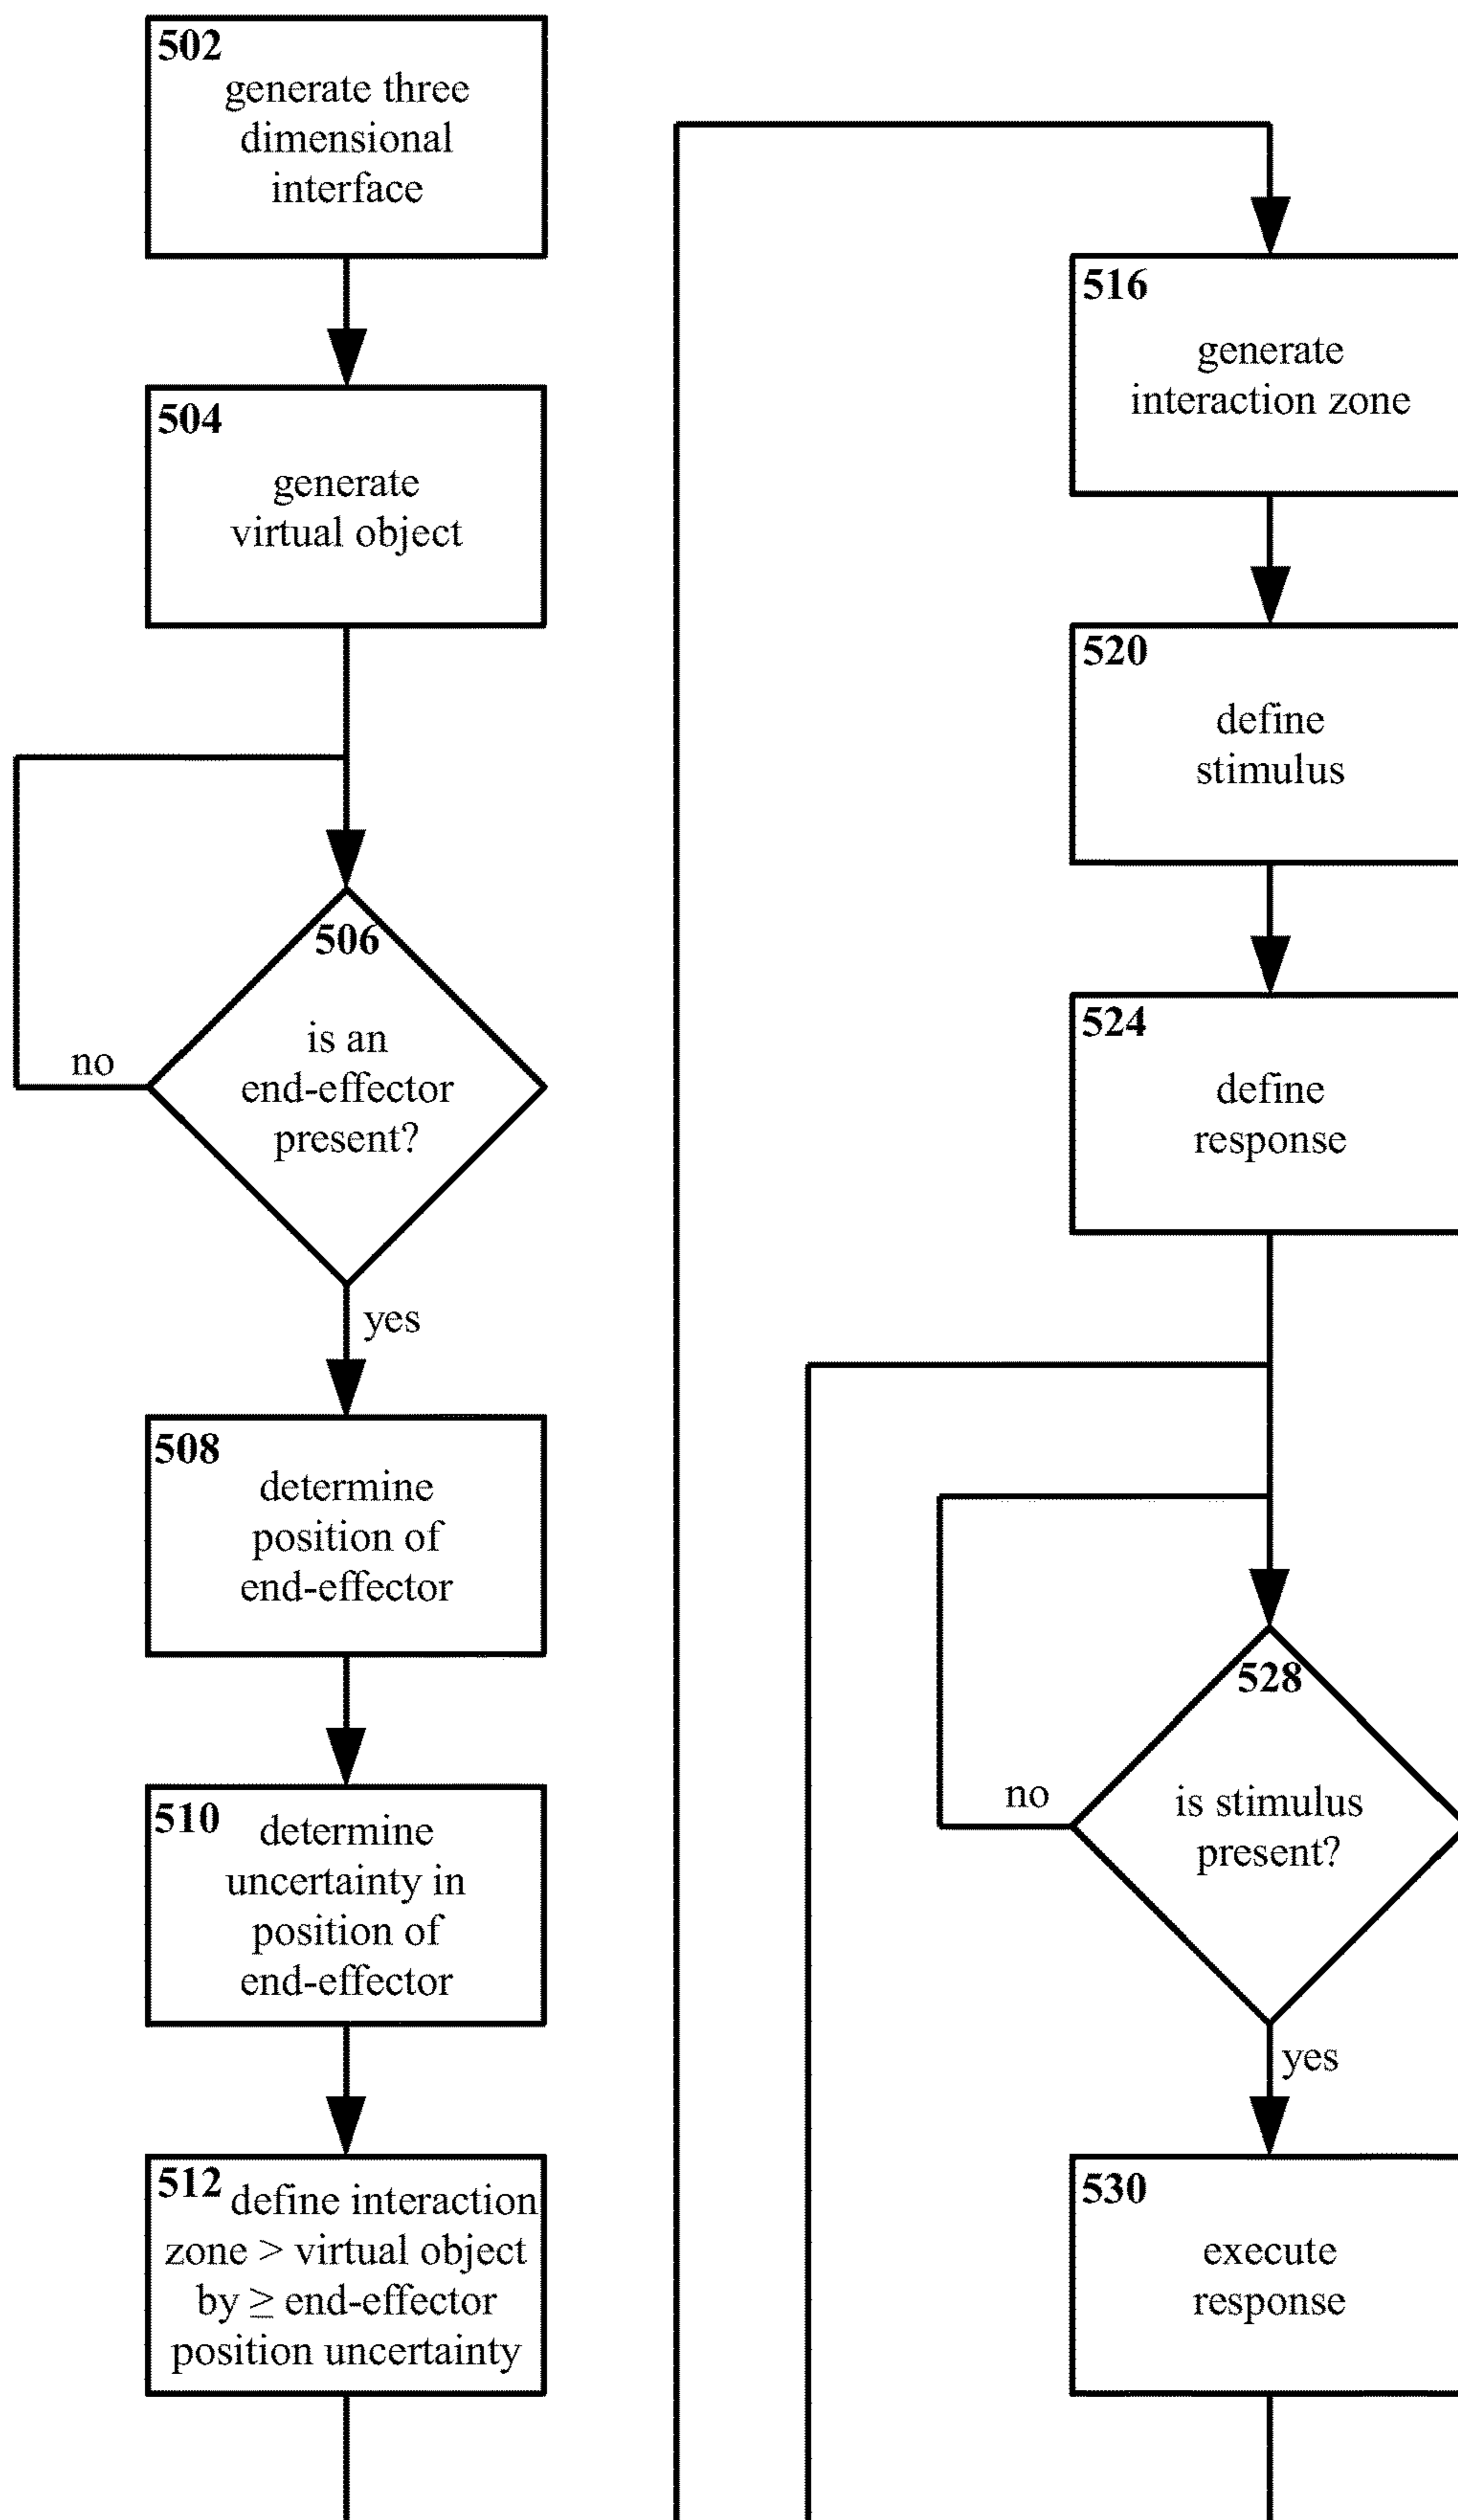 502
generate three
dimensional
interface
504
generate
virtual object
506
is an
end-effector
present?
no
yes
508
determine
position of
end-effector
510
determine
uncertainty in
position of
end-effector
512
define interaction
zone > virtual object
by ≥ end-effector
position uncertainty
516
generate
interaction zone
520
define
stimulus
524
define
response
528
is stimulus
present?
no
yes
530
execute
response